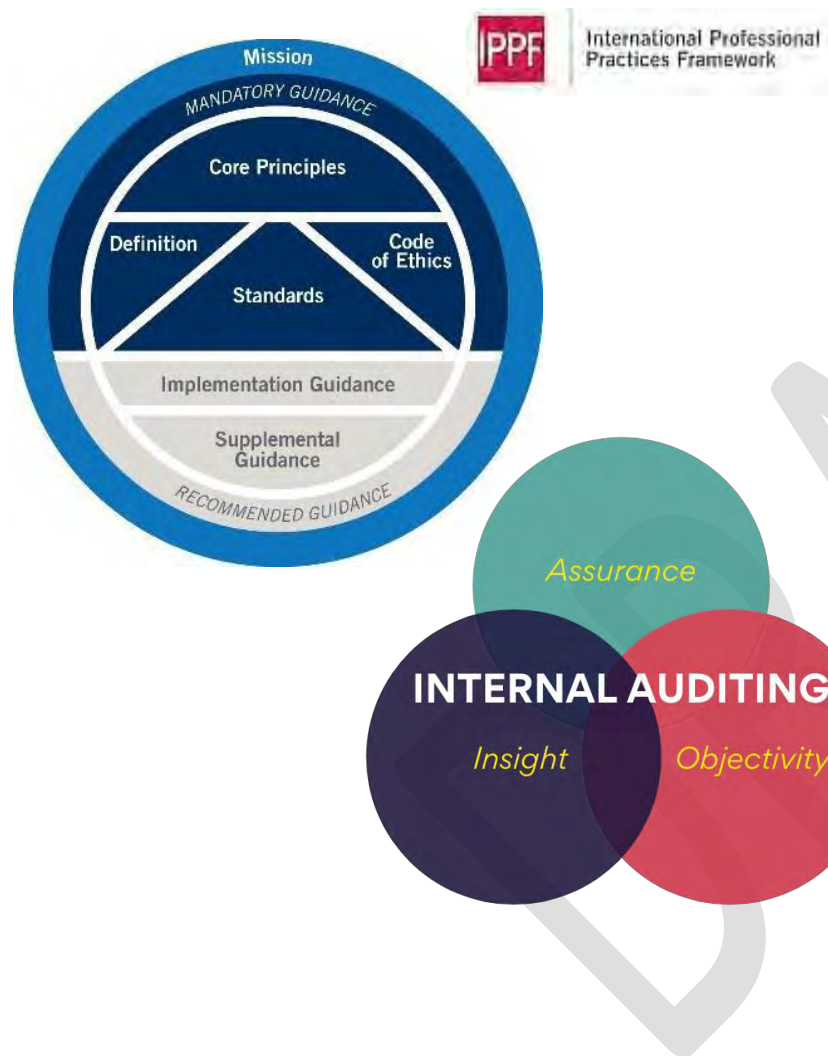 IPPF
International Professional
Practices Framework
Mission
MANDATORY GUIDANCE
Core Principles
Definition
Code
of Ethics
Standards
Implementation Guidance
Supplemental
Guidance
RECOMMENDED GUIDANCE
Assurance
INTERNAL AUDITING
Insight
Objectivity